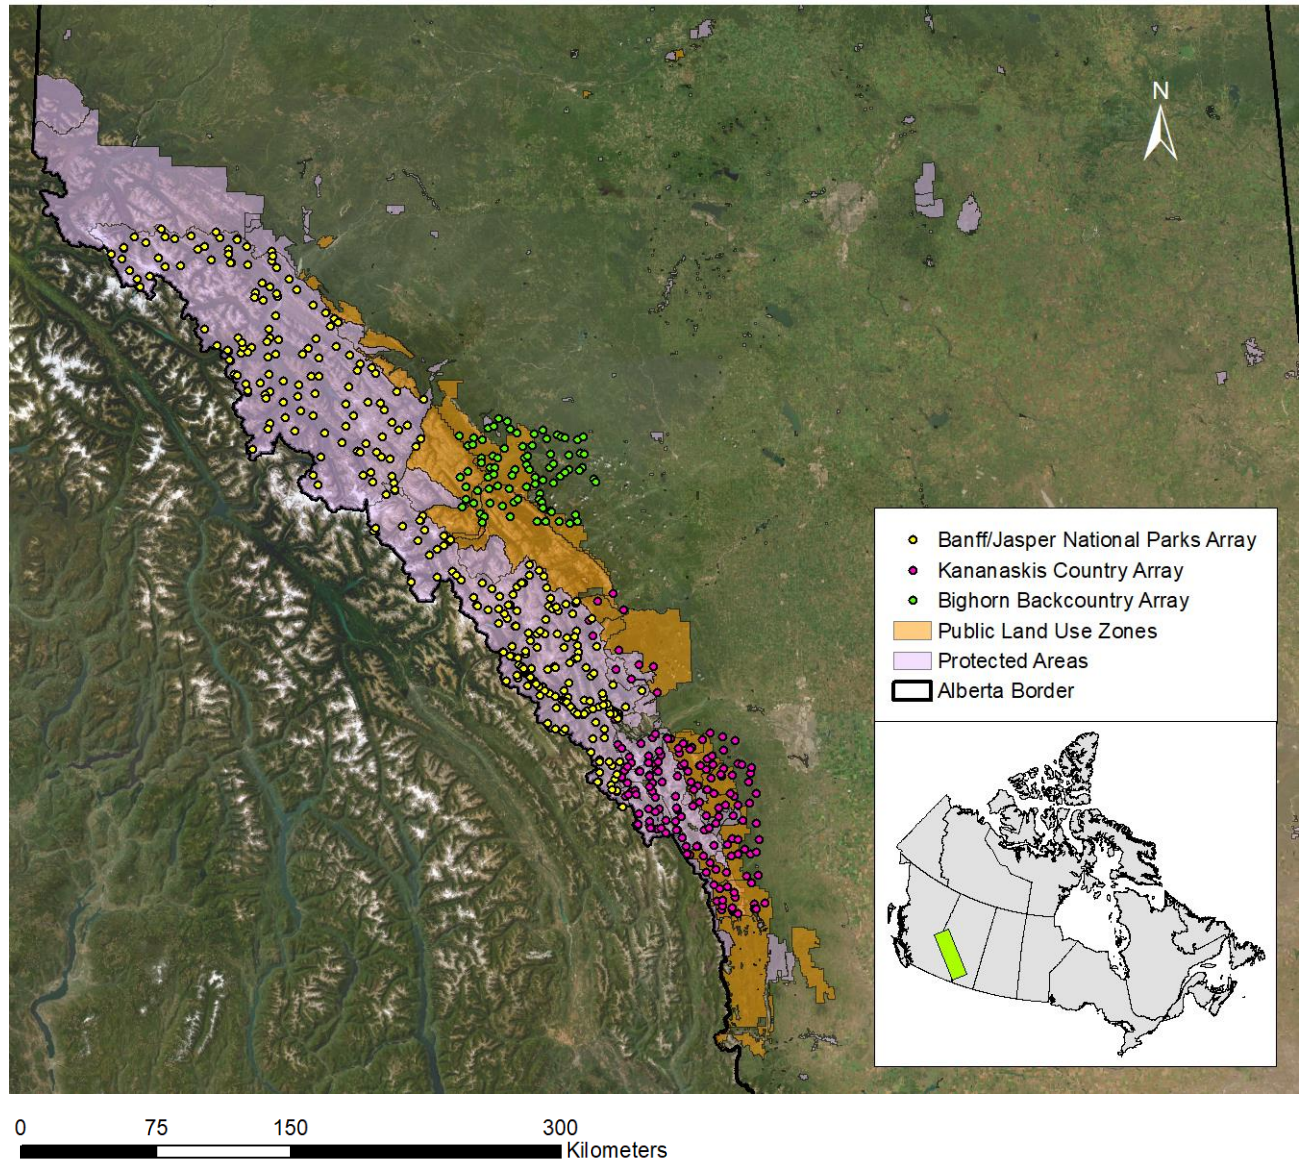 N
Banff/Jasper National Parks Array
Kananaskis Country Array
Bighorn Backcountry Array
Public Land Use Zones
Protected Areas
Alberta Border
0 75 150 300
Kilometers